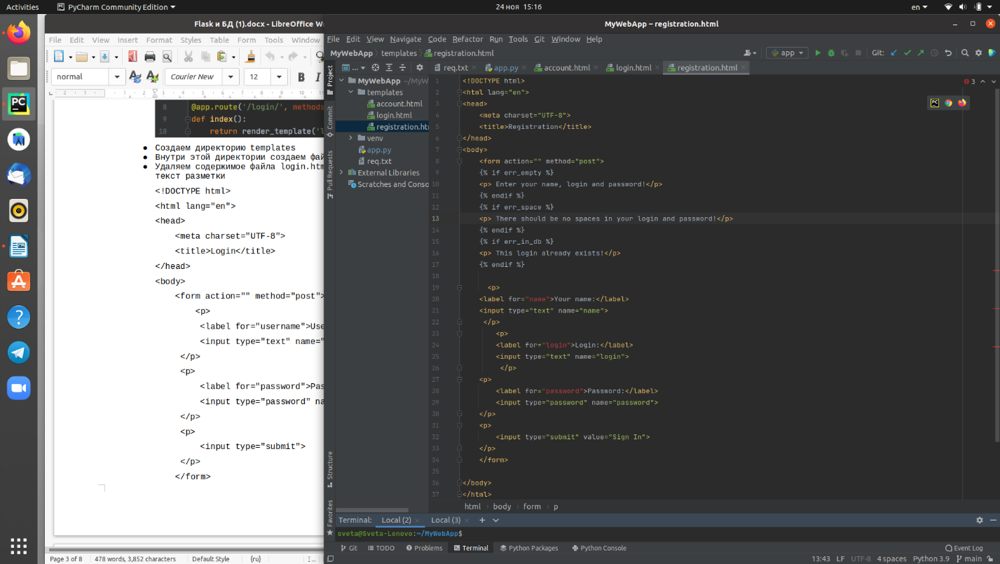 Activities
PyCharm Community Edition
24 ноя 15:16
en
Flask и БД (1).docx - LibreOffice W
File Edit View Insert Format Styles Table Form Tools Window
normal
Courier New
12
2 1 1 2 3 4 5 6 7 8 9 10 11
8 @app.route('/login/', methods
9 def index():
10 return render_template('l
● Создаем директорию templates
● Внутри этой директории создаем фай
● Удаляем содержимое файла login.htm
текст разметки
<!DOCTYPE html>
<html lang="en">
<head>
<meta charset="UTF-8">
<title>Login</title>
</head>
<body>
<form action="" method="post">
<p>
<label for="username">Use
<input type="text" name="
</p>
<p>
<label for="password">Pas
<input type="password" na
</p>
<p>
<input type="submit">
</p>
</form>
Page 3 of 8
478 words, 3,852 characters
Default Style
{ru}
MyWebApp – registration.html
File Edit View Navigate Code Refactor Run Tools Git Window Help
MyWebApp › templates › registration.html
app
Git:
Project
Commit
Pull Requests
Structure
Favorites
...
req.txt
app.py
account.html
login.html
registration.html
MyWebApp ~/MyW
templates
account.html
login.html
registration.htm
venv
app.py
req.txt
External Libraries
Scratches and Conso
3
1 <!DOCTYPE html>
2 <html lang="en">
3 <head>
4 <meta charset="UTF-8">
5 <title>Registration</title>
6 </head>
7 <body>
8 <form action="" method="post">
9 {% if err_empty %}
10 <p> Enter your name, login and password!</p>
11 {% endif %}
12 {% if err_space %}
13 <p> There should be no spaces in your login and password!</p>
14 {% endif %}
15 {% if err_in_db %}
16 <p> This login already exists!</p>
17 {% endif %}
18
19 <p>
20 <label for="name">Your name:</label>
21 <input type="text" name="name">
22 </p>
23 <p>
24 <label for="login">Login:</label>
25 <input type="text" name="login">
26 </p>
27 <p>
28 <label for="password">Password:</label>
29 <input type="password" name="password">
30 </p>
31 <p>
32 <input type="submit" value="Sign In">
33 </p>
34 </form>
35
36 </body>
37 </html>
html › body › form › p
Terminal: Local (2) × Local (3) × +
sveta@Sveta-Lenovo:~/MyWebApp$
Git
TODO
Problems
Terminal
Python Packages
Python Console
Event Log
13:43 LF UTF-8 4 spaces Python 3.9 main